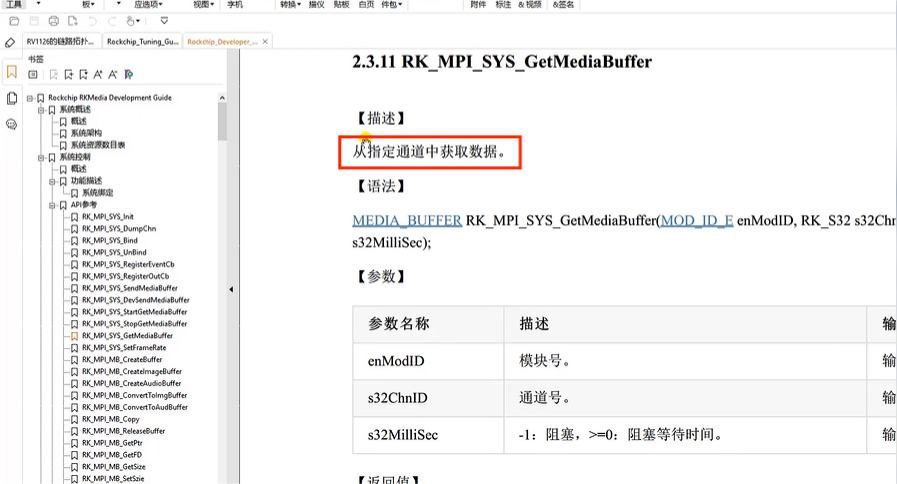 工具
板▾
应选项▾
视图▾
字机
转换▾
描仪
贴板
白页
件包▾
附件
标注
& 视频
&签名
RV1126的链路拓扑...
Rockchip_Tuning_Gu...
Rockchip_Developer_...
书签
Rockchip RKMedia Development Guide
系统概述
概述
系统架构
系统资源数目表
系统控制
概述
功能描述
系统绑定
API参考
RK_MPI_SYS_Init
RK_MPI_SYS_DumpChn
RK_MPI_SYS_Bind
RK_MPI_SYS_UnBind
RK_MPI_SYS_RegisterEventCb
RK_MPI_SYS_RegisterOutCb
RK_MPI_SYS_SendMediaBuffer
RK_MPI_SYS_DevSendMediaBuffer
RK_MPI_SYS_StartGetMediaBuffer
RK_MPI_SYS_StopGetMediaBuffer
RK_MPI_SYS_GetMediaBuffer
RK_MPI_SYS_SetFrameRate
RK_MPI_MB_CreateBuffer
RK_MPI_MB_CreateImageBuffer
RK_MPI_MB_CreateAudioBuffer
RK_MPI_MB_ConvertToImgBuffer
RK_MPI_MB_ConvertToAudBuffer
RK_MPI_MB_Copy
RK_MPI_MB_ReleaseBuffer
RK_MPI_MB_GetPtr
RK_MPI_MB_GetFD
RK_MPI_MB_GetSize
RK_MPI_MB_SetSzie
2.3.11 RK_MPI_SYS_GetMediaBuffer
【描述】
从指定通道中获取数据。
【语法】
MEDIA_BUFFER RK_MPI_SYS_GetMediaBuffer(MOD_ID_E enModID, RK_S32 s32Chn
s32MilliSec);
【参数】
参数名称 描述 输
enModID 模块号。 输
s32ChnID 通道号。 输
s32MilliSec -1：阻塞，>=0：阻塞等待时间。 输
【返回值】